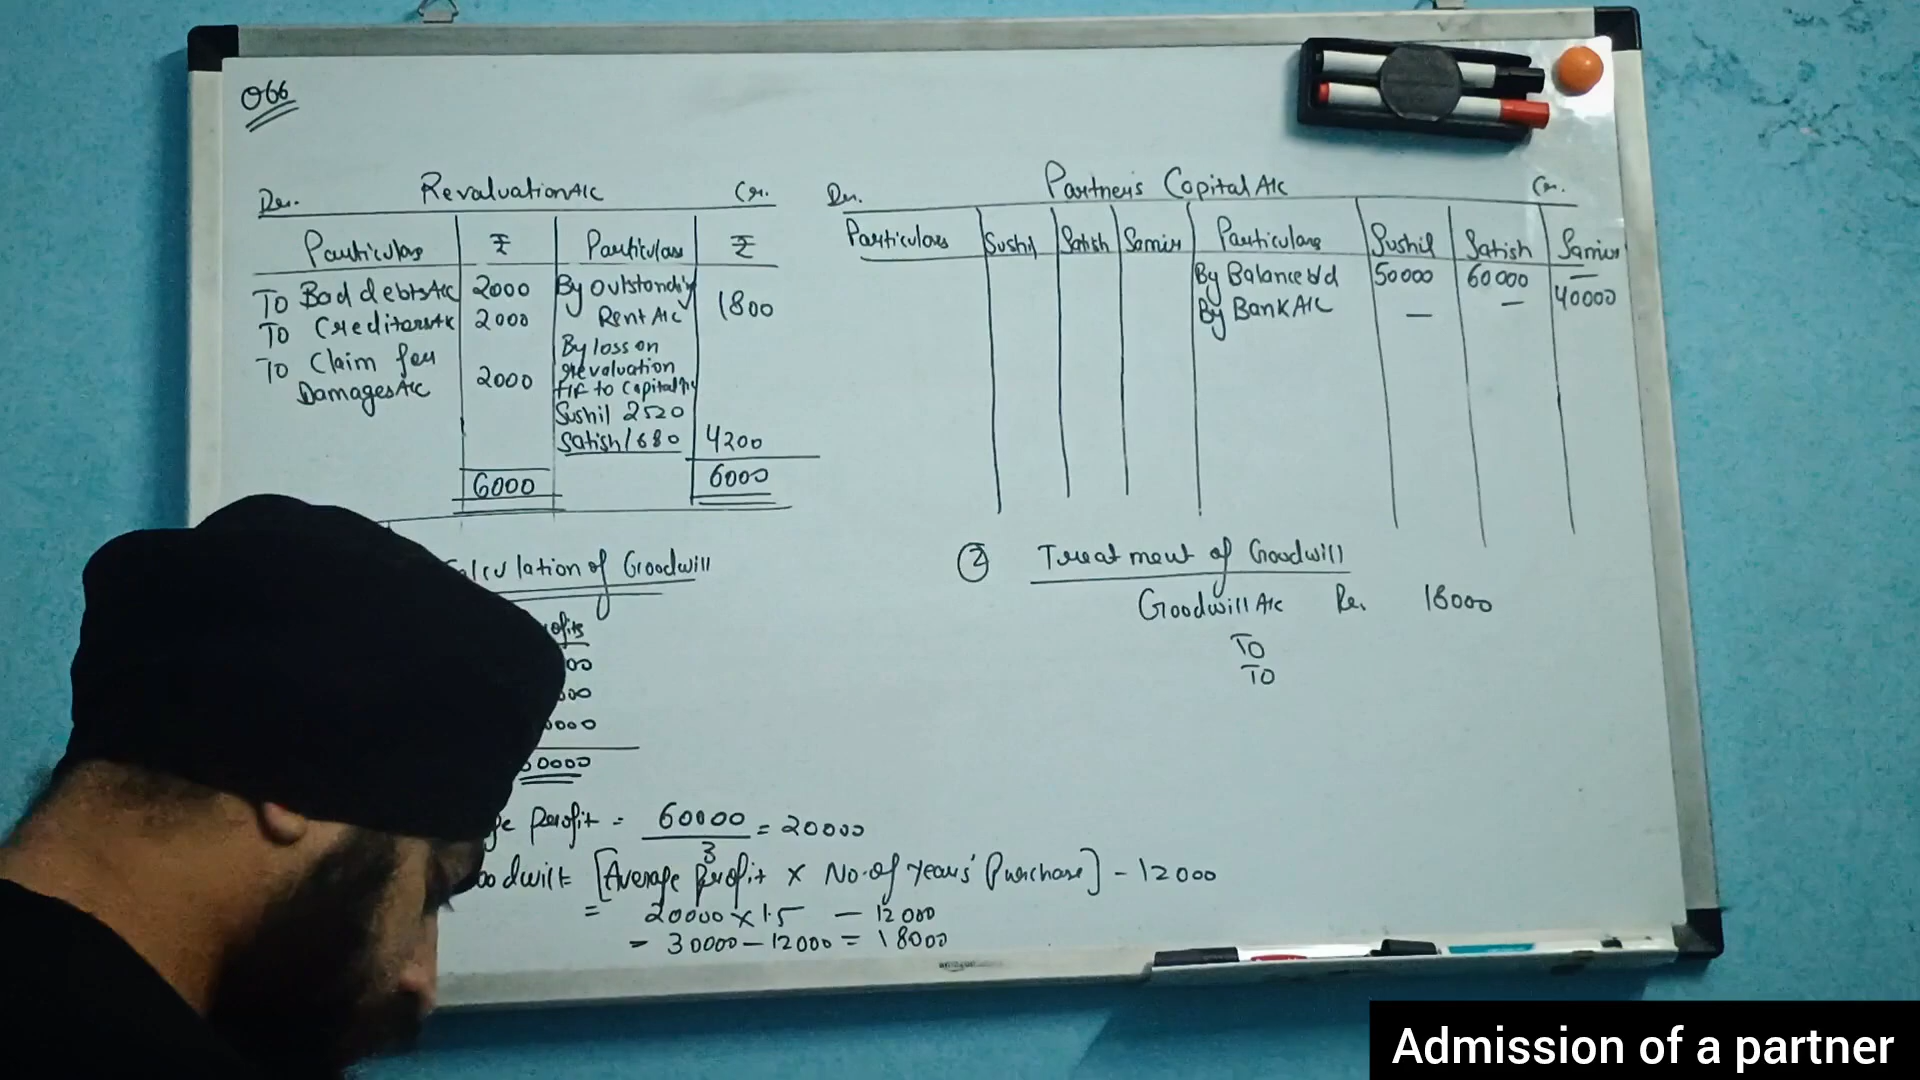 Q66
Dr. Revaluation A/c Cr.
Particulars ₹ Particulars ₹
To Bad debts A/c 2000 By Outstanding Rent A/c 1800
To Creditors A/c 2000
To Claim for Damages A/c 2000
By loss on
revaluation
t/f to Capital A/c
Sushil 2520
Satish 1680 4200
6000 6000
Dr. Partner's Capital A/c Cr.
Particulars Sushil Satish Samir Particulars Sushil Satish Samir
By Balance b/d 50000 60000 —
By Bank A/c — — 40000
Calculation of Goodwill
60000
Profit = 60000/3 = 20000
Goodwill = [Average Profit × No. of Years' Purchase] - 12000
= 20000 × 1.5 — 12000
= 30000 — 12000 = 18000
② Treatment of Goodwill
Goodwill A/c Dr. 18000
To
To
Admission of a partner